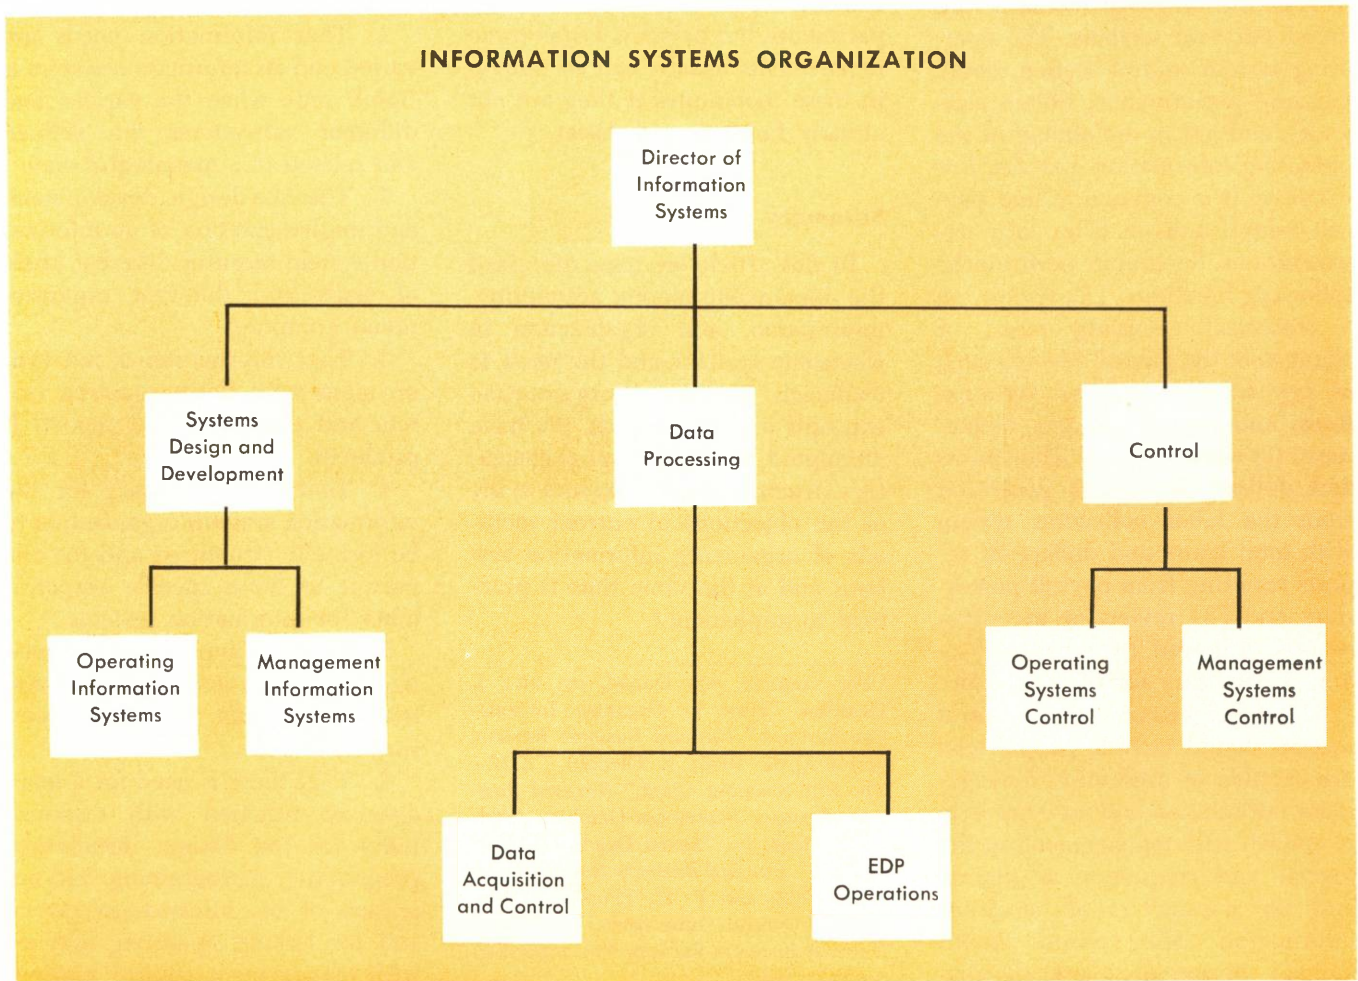 INFORMATION SYSTEMS ORGANIZATION
Director of
Information
Systems
Systems
Design and
Development
Data
Processing
Control
Operating
Information
Systems
Management
Information
Systems
Operating
Systems
Control
Management
Systems
Control
Data
Acquisition
and Control
EDP
Operations